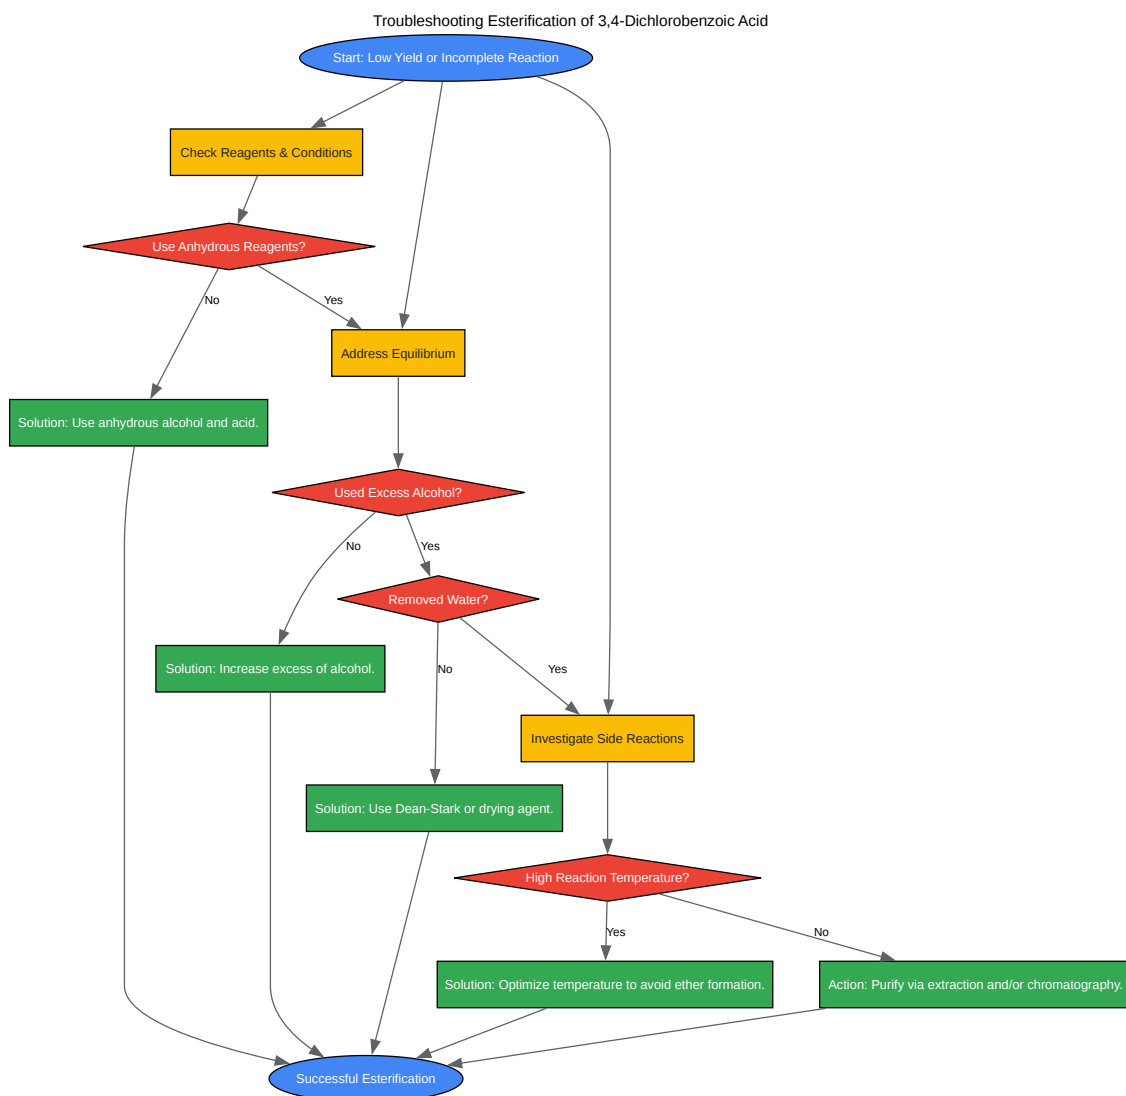 Troubleshooting Esterification of 3,4-Dichlorobenzoic Acid
Start: Low Yield or Incomplete Reaction
Check Reagents & Conditions
Use Anhydrous Reagents?
No
Yes
Address Equilibrium
Solution: Use anhydrous alcohol and acid.
Used Excess Alcohol?
No
Yes
Removed Water?
Solution: Increase excess of alcohol.
No
Yes
Investigate Side Reactions
Solution: Use Dean-Stark or drying agent.
High Reaction Temperature?
Yes
No
Solution: Optimize temperature to avoid ether formation.
Action: Purify via extraction and/or chromatography.
Successful Esterification